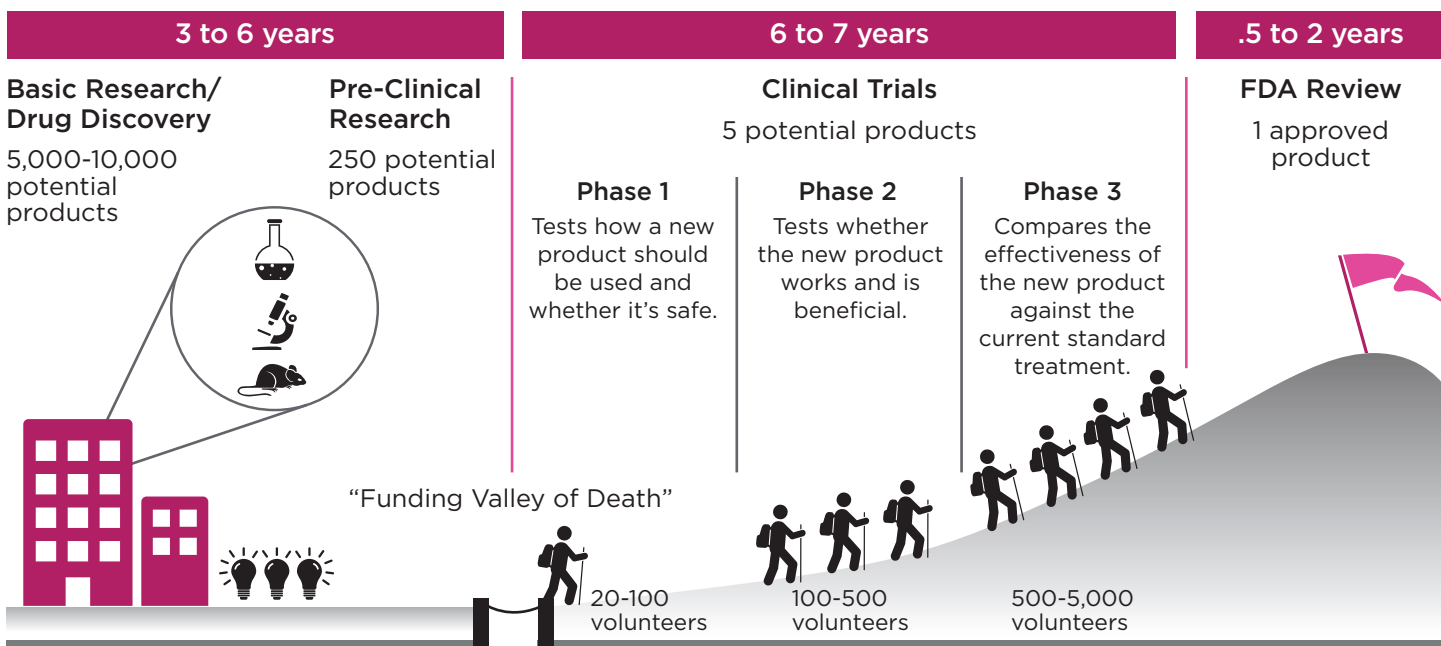 3 to 6 years
6 to 7 years
.5 to 2 years
Basic Research/
Drug Discovery
5,000-10,000
potential
products
Pre-Clinical
Research
250 potential
products
Clinical Trials
5 potential products
Phase 1
Tests how a new
product should
be used and
whether it’s safe.
Phase 2
Tests whether
the new product
works and is
beneficial.
Phase 3
Compares the
effectiveness of
the new product
against the
current standard
treatment.
FDA Review
1 approved
product
“Funding Valley of Death”
20-100
volunteers
100-500
volunteers
500-5,000
volunteers